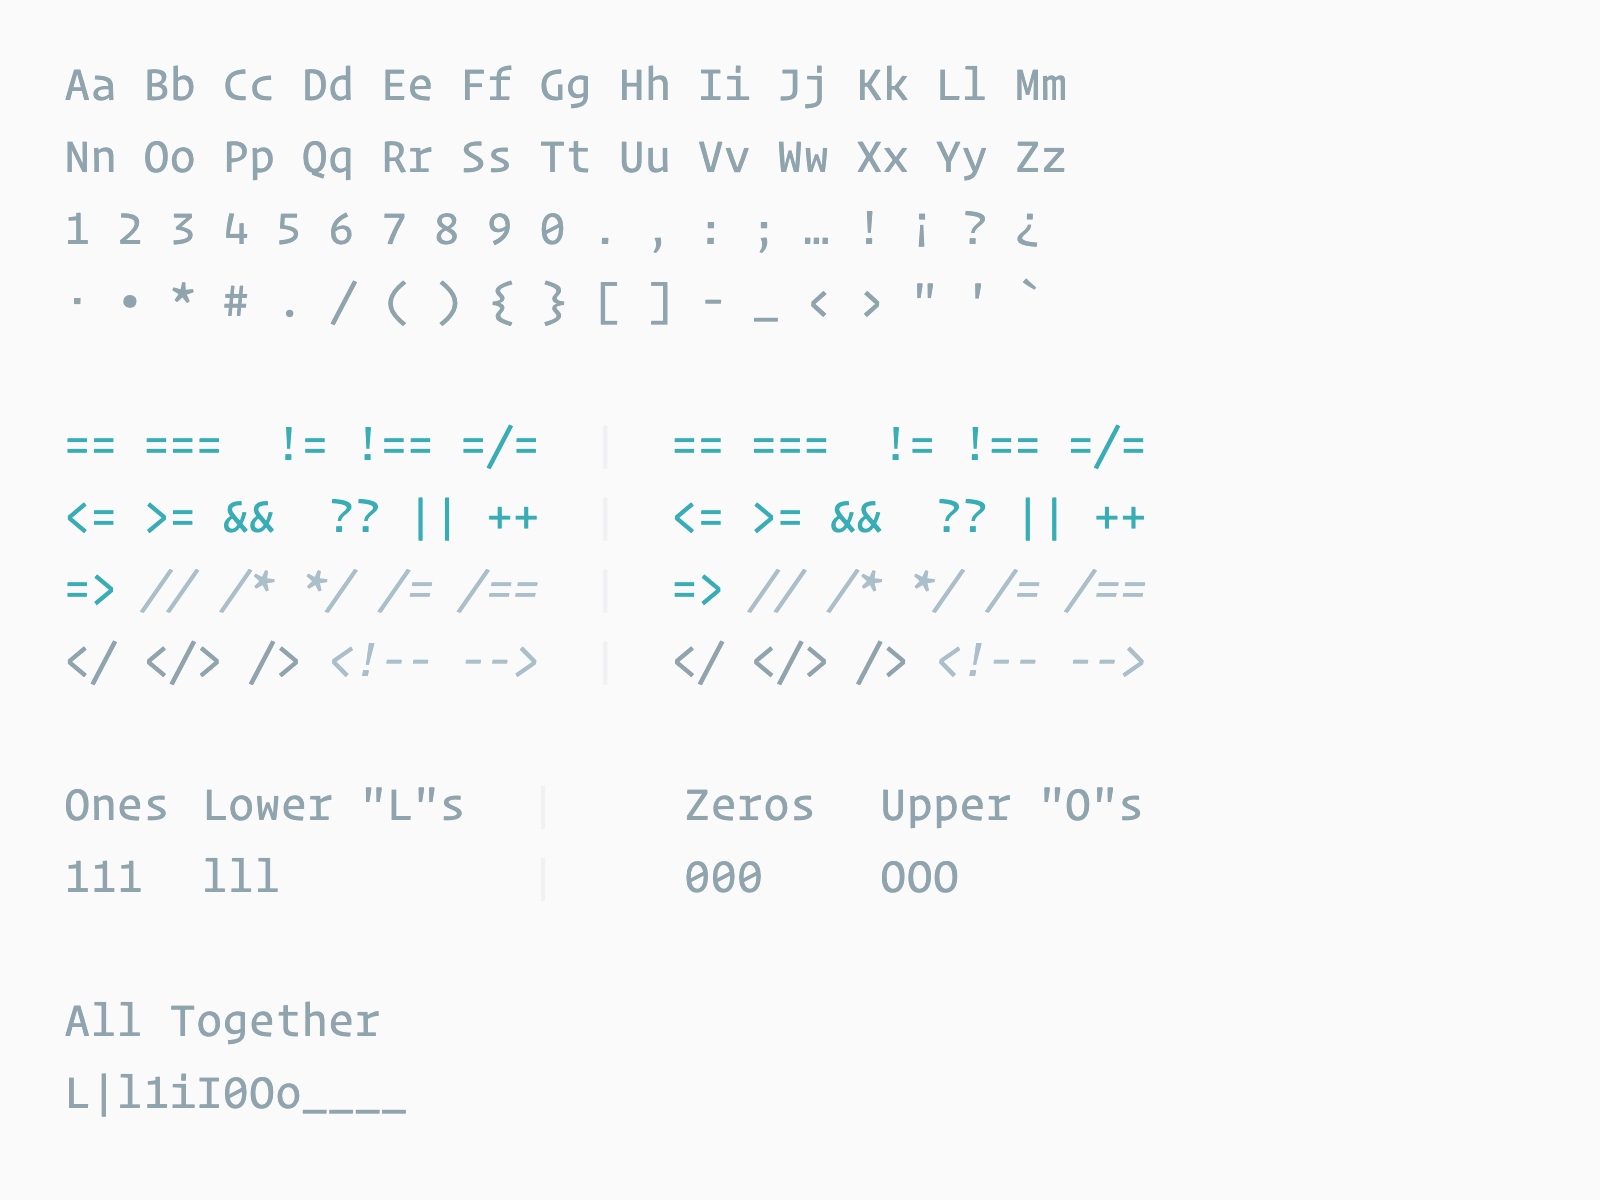 Aa Bb Cc Dd Ee Ff Gg Hh Ii Jj Kk Ll Mm
Nn Oo Pp Qq Rr Ss Tt Uu Vv Ww Xx Yy Zz
1 2 3 4 5 6 7 8 9 0 . , : ; … ! ¡ ? ¿
· • * # . / ( ) { } [ ] - _ < > " ' `
== ===  != !== =/= | == ===  != !== =/=
<= >= &&  ?? || ++ | <= >= &&  ?? || ++
=> // /* */ /= /== | => // /* */ /= /==
</ </> /> <!-- --> | </ </> /> <!-- -->
Ones Lower "L"s | Zeros Upper "O"s
111 lll | 000 OOO
All Together
L|l1iI0Oo____